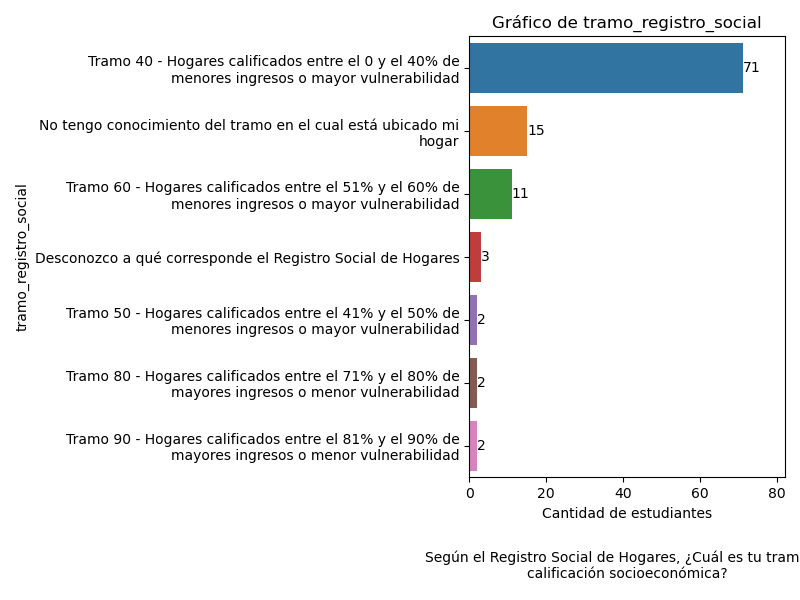 Gráfico de tramo_registro_social
Tramo 40 - Hogares calificados entre el 0 y el 40% de
menores ingresos o mayor vulnerabilidad
71
No tengo conocimiento del tramo en el cual está ubicado mi
hogar
15
Tramo 60 - Hogares calificados entre el 51% y el 60% de
menores ingresos o mayor vulnerabilidad
11
tramo_registro_social
Desconozco a qué corresponde el Registro Social de Hogares
3
Tramo 50 - Hogares calificados entre el 41% y el 50% de
menores ingresos o mayor vulnerabilidad
2
Tramo 80 - Hogares calificados entre el 71% y el 80% de
mayores ingresos o menor vulnerabilidad
2
Tramo 90 - Hogares calificados entre el 81% y el 90% de
mayores ingresos o menor vulnerabilidad
2
0 20 40 60 80
Cantidad de estudiantes
Según el Registro Social de Hogares, ¿Cuál es tu tram
calificación socioeconómica?